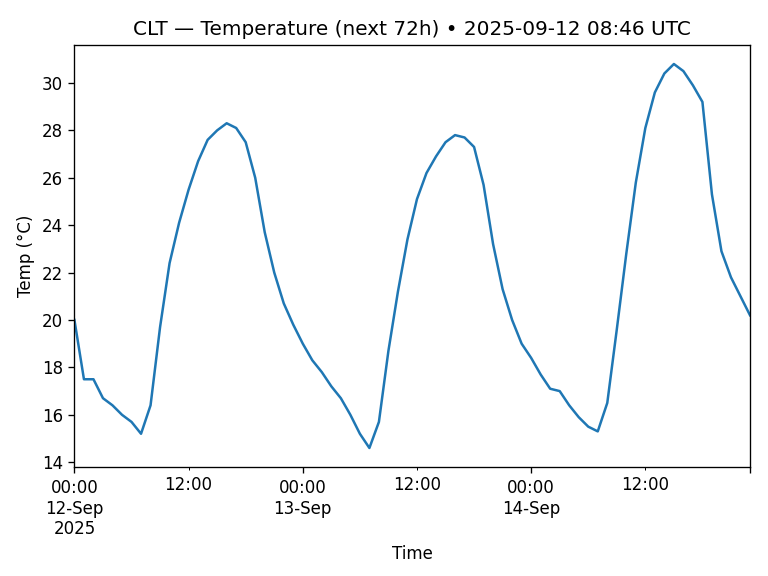 CLT — Temperature (next 72h) • 2025-09-12 08:46 UTC
Temp (°C)
30
28
26
24
22
20
18
16
14
00:00 12:00 00:00 12:00 00:00 12:00
12-Sep 13-Sep 14-Sep
2025
Time